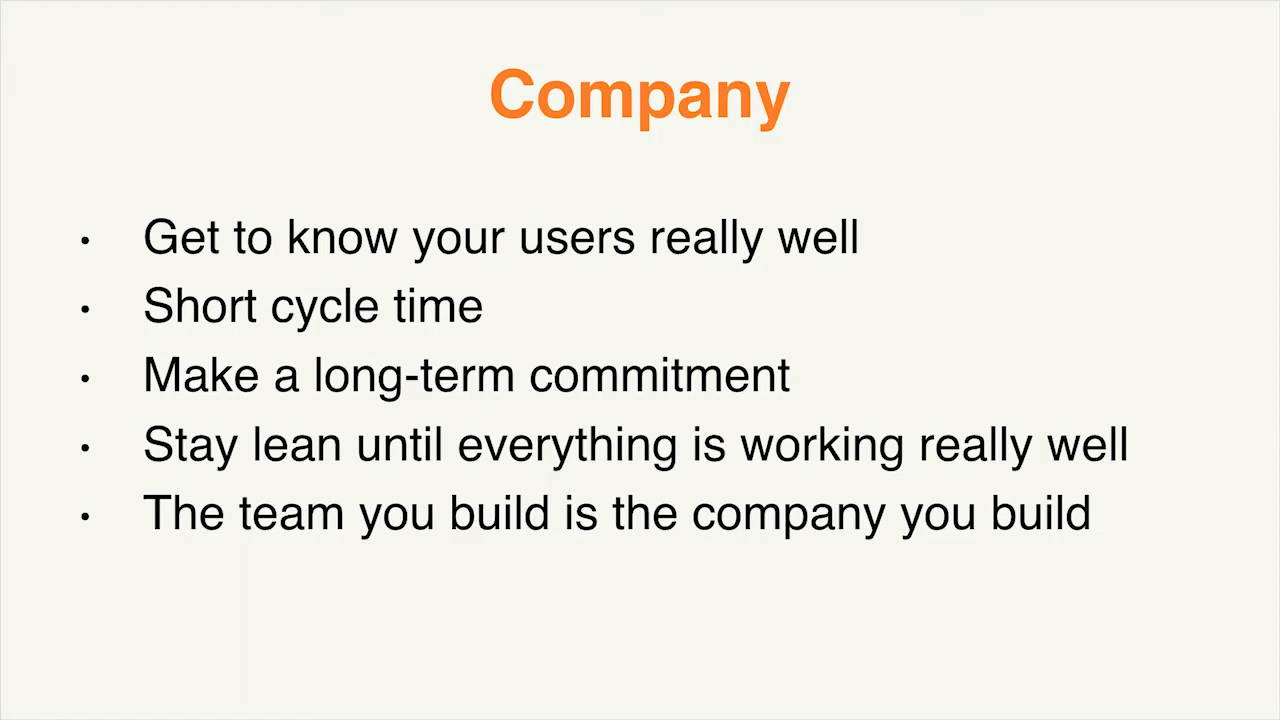 Company
• Get to know your users really well
• Short cycle time
• Make a long-term commitment
• Stay lean until everything is working really well
• The team you build is the company you build